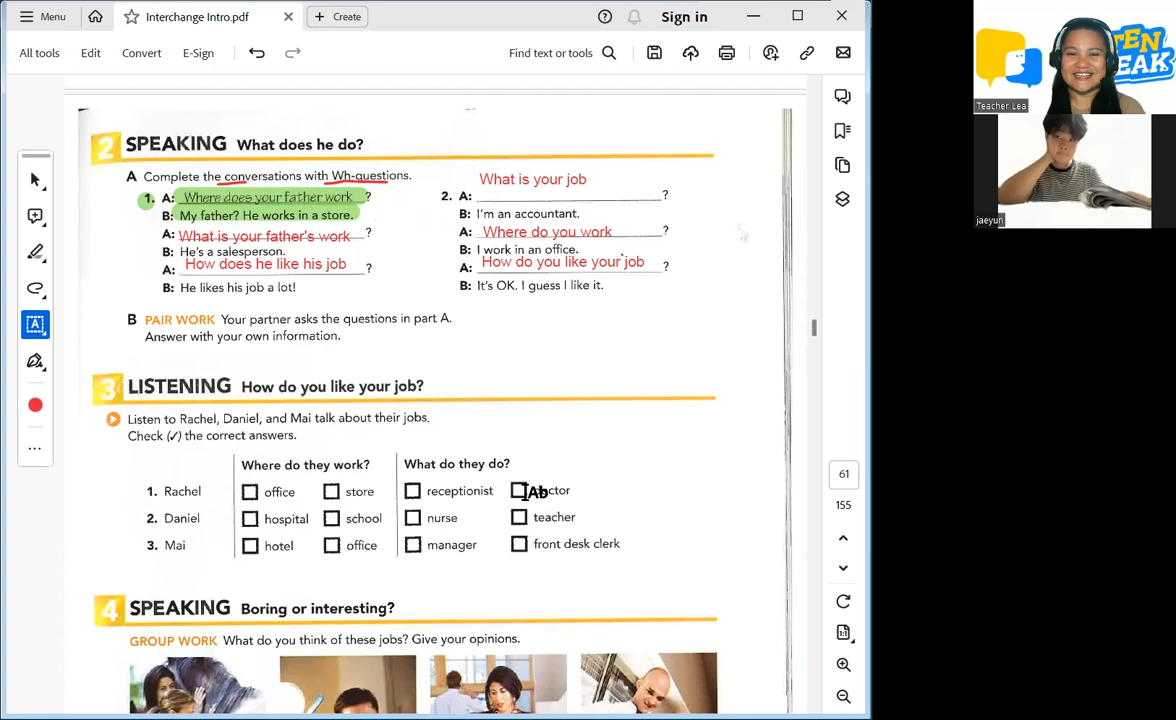 Menu
Interchange Intro.pdf
Create
Sign in
All tools
Edit
Convert
E-Sign
Find text or tools
2 SPEAKING What does he do?
A Complete the conversations with Wh-questions.
1. A: Where does your father work ?
B: My father? He works in a store.
A: What is your father's work ?
B: He's a salesperson.
A: How does he like his job ?
B: He likes his job a lot!
2. A: What is your job ?
B: I'm an accountant.
A: Where do you work ?
B: I work in an office.
A: How do you like your job ?
B: It's OK. I guess I like it.
B PAIR WORK Your partner asks the questions in part A.
Answer with your own information.
3 LISTENING How do you like your job?
Listen to Rachel, Daniel, and Mai talk about their jobs.
Check (✓) the correct answers.
Where do they work? What do they do?
1. Rachel office store receptionist
2. Daniel hospital school nurse teacher
3. Mai hotel office manager front desk clerk
4 SPEAKING Boring or interesting?
GROUP WORK What do you think of these jobs? Give your opinions.
61
155
Teacher Lea
jaeyun